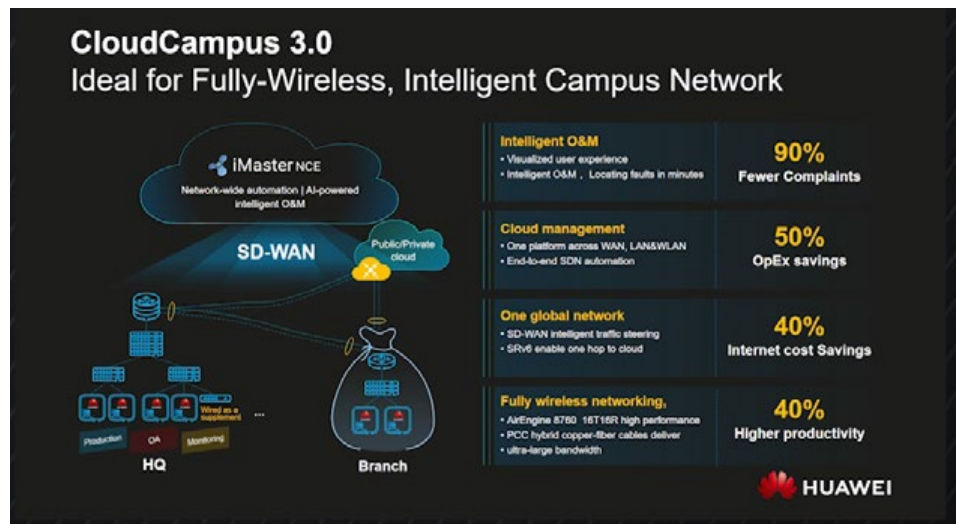 CloudCampus 3.0
Ideal for Fully-Wireless, Intelligent Campus Network
iMaster NCE
Network-wide automation | AI-powered
intelligent O&M
SD-WAN
Public/Private
cloud
Wired as a
supplement
...
Production
OA
Monitoring
HQ
Branch
Intelligent O&M
• Visualized user experience
• Intelligent O&M , Locating faults in minutes
90%
Fewer Complaints
Cloud management
• One platform across WAN, LAN&WLAN
• End-to-end SDN automation
50%
OpEx savings
One global network
• SD-WAN intelligent traffic steering
• SRv6 enable one hop to cloud
40%
Internet cost Savings
Fully wireless networking,
• AirEngine 8760 16T16R high performance
• PCC hybrid copper-fiber cables deliver
• ultra-large bandwidth
40%
Higher productivity
HUAWEI